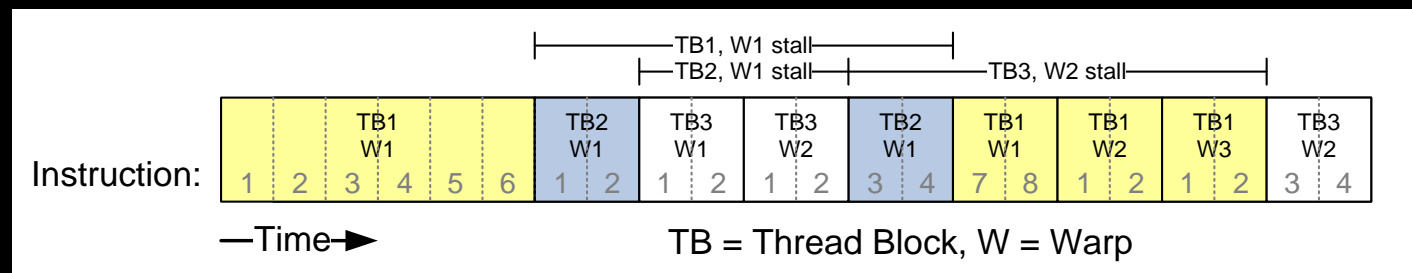 TB1, W1 stall
TB2, W1 stall TB3, W2 stall
TB1 TB2 TB3 TB3 TB2 TB1 TB1 TB1 TB3
W1 W1 W1 W2 W1 W1 W2 W3 W2
Instruction: 1 2 3 4 5 6 1 2 1 2 1 2 3 4 7 8 1 2 1 2 3 4
Time TB = Thread Block, W = Warp